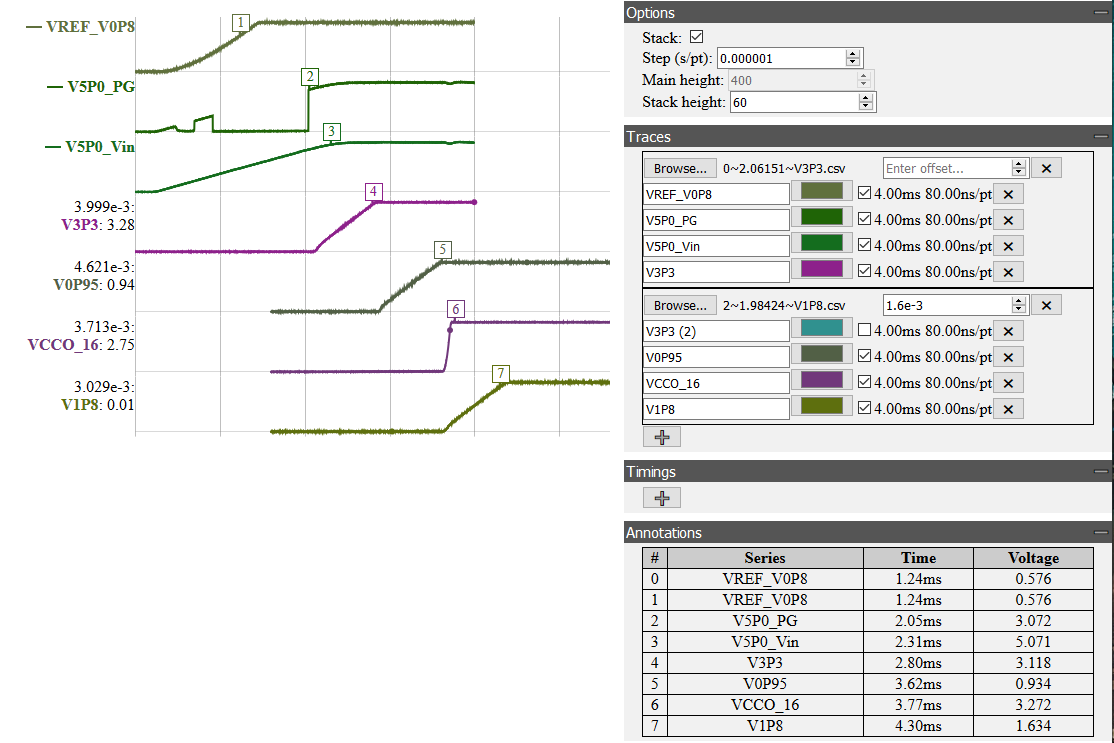 VREF_V0P8
1
V5P0_PG
2
V5P0_Vin
3
3.999e-3:
V3P3: 3.28
4
4.621e-3:
V0P95: 0.94
5
3.713e-3:
VCCO_16: 2.75
6
3.029e-3:
V1P8: 0.01
7
Options
Stack:
Step (s/pt): 0.000001
Main height: 400
Stack height: 60
Traces
Browse... 0~2.06151~V3P3.csv Enter offset... ×
VREF_V0P8 4.00ms 80.00ns/pt ×
V5P0_PG 4.00ms 80.00ns/pt ×
V5P0_Vin 4.00ms 80.00ns/pt ×
V3P3 4.00ms 80.00ns/pt ×
Browse... 2~1.98424~V1P8.csv 1.6e-3 ×
V3P3 (2) 4.00ms 80.00ns/pt ×
V0P95 4.00ms 80.00ns/pt ×
VCCO_16 4.00ms 80.00ns/pt ×
V1P8 4.00ms 80.00ns/pt ×
Timings
Annotations
# Series Time Voltage
0 VREF_V0P8 1.24ms 0.576
1 VREF_V0P8 1.24ms 0.576
2 V5P0_PG 2.05ms 3.072
3 V5P0_Vin 2.31ms 5.071
4 V3P3 2.80ms 3.118
5 V0P95 3.62ms 0.934
6 VCCO_16 3.77ms 3.272
7 V1P8 4.30ms 1.634